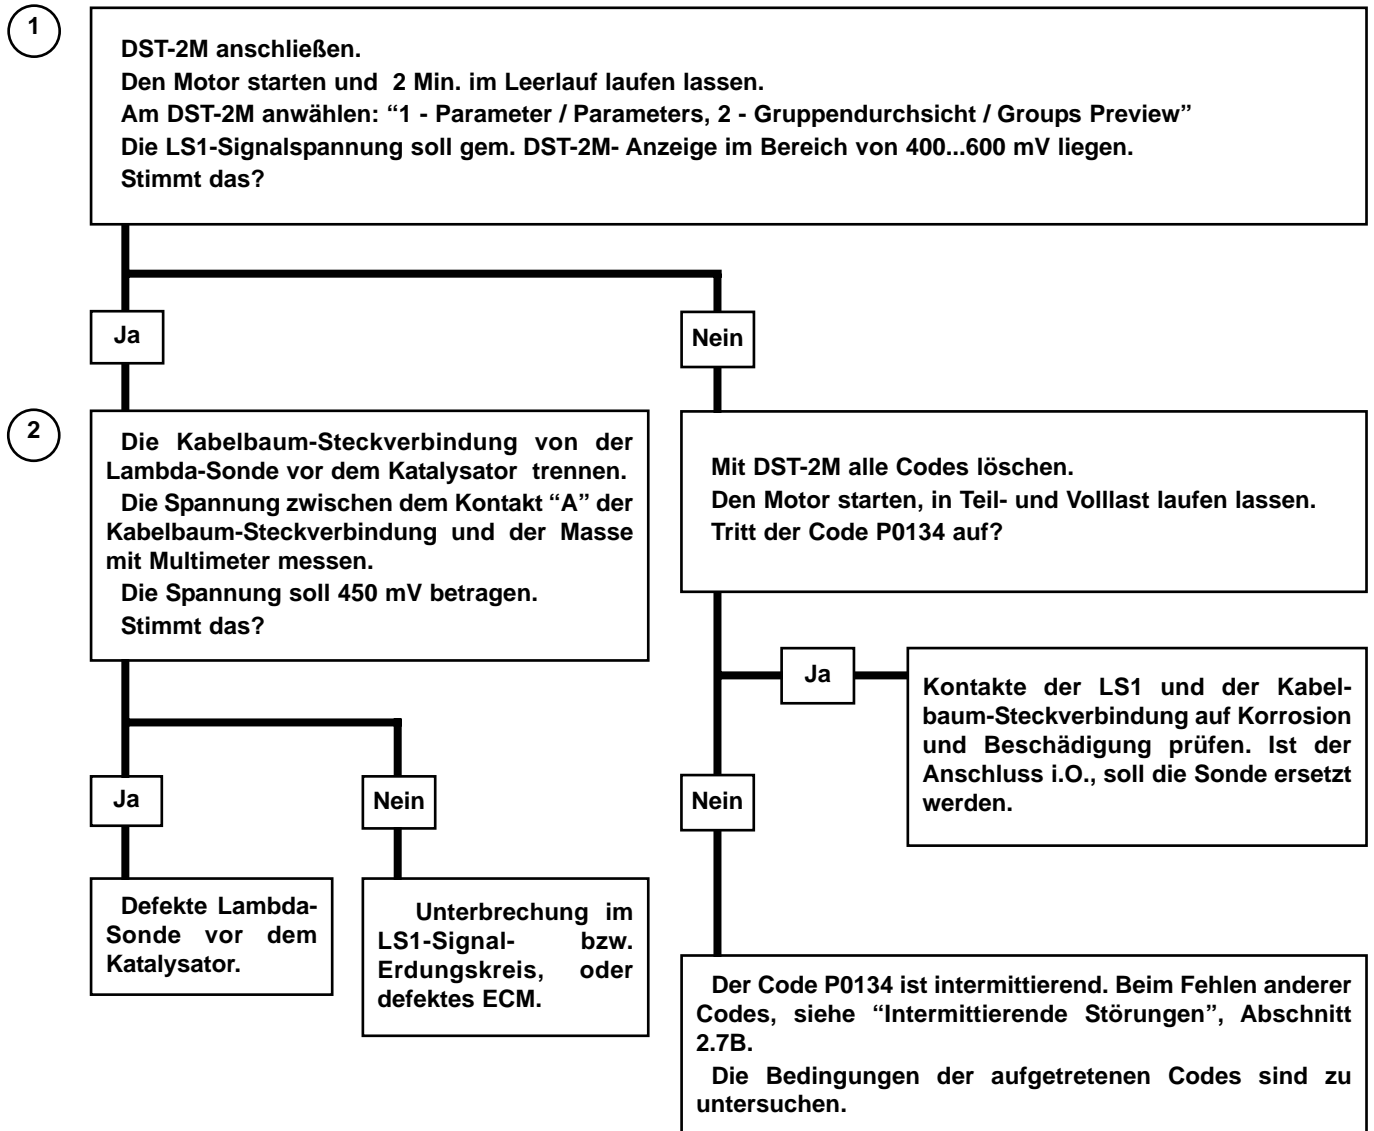 1
DST-2M anschließen.
Den Motor starten und 2 Min. im Leerlauf laufen lassen.
Am DST-2M anwählen: “1 - Parameter / Parameters, 2 - Gruppendurchsicht / Groups Preview”
Die LS1-Signalspannung soll gem. DST-2M- Anzeige im Bereich von 400...600 mV liegen.
Stimmt das?
Ja
Nein
2
Die Kabelbaum-Steckverbindung von der
Lambda-Sonde vor dem Katalysator trennen.
Die Spannung zwischen dem Kontakt “A” der
Kabelbaum-Steckverbindung und der Masse
mit Multimeter messen.
Die Spannung soll 450 mV betragen.
Stimmt das?
Mit DST-2M alle Codes löschen.
Den Motor starten, in Teil- und Volllast laufen lassen.
Tritt der Code P0134 auf?
Ja
Kontakte der LS1 und der Kabel-
baum-Steckverbindung auf Korrosion
und Beschädigung prüfen. Ist der
Anschluss i.O., soll die Sonde ersetzt
werden.
Ja
Nein
Nein
Defekte Lambda-
Sonde vor dem
Katalysator.
Unterbrechung im
LS1-Signal- bzw.
Erdungskreis, oder
defektes ECM.
Der Code P0134 ist intermittierend. Beim Fehlen anderer
Codes, siehe “Intermittierende Störungen”, Abschnitt
2.7B.
Die Bedingungen der aufgetretenen Codes sind zu
untersuchen.